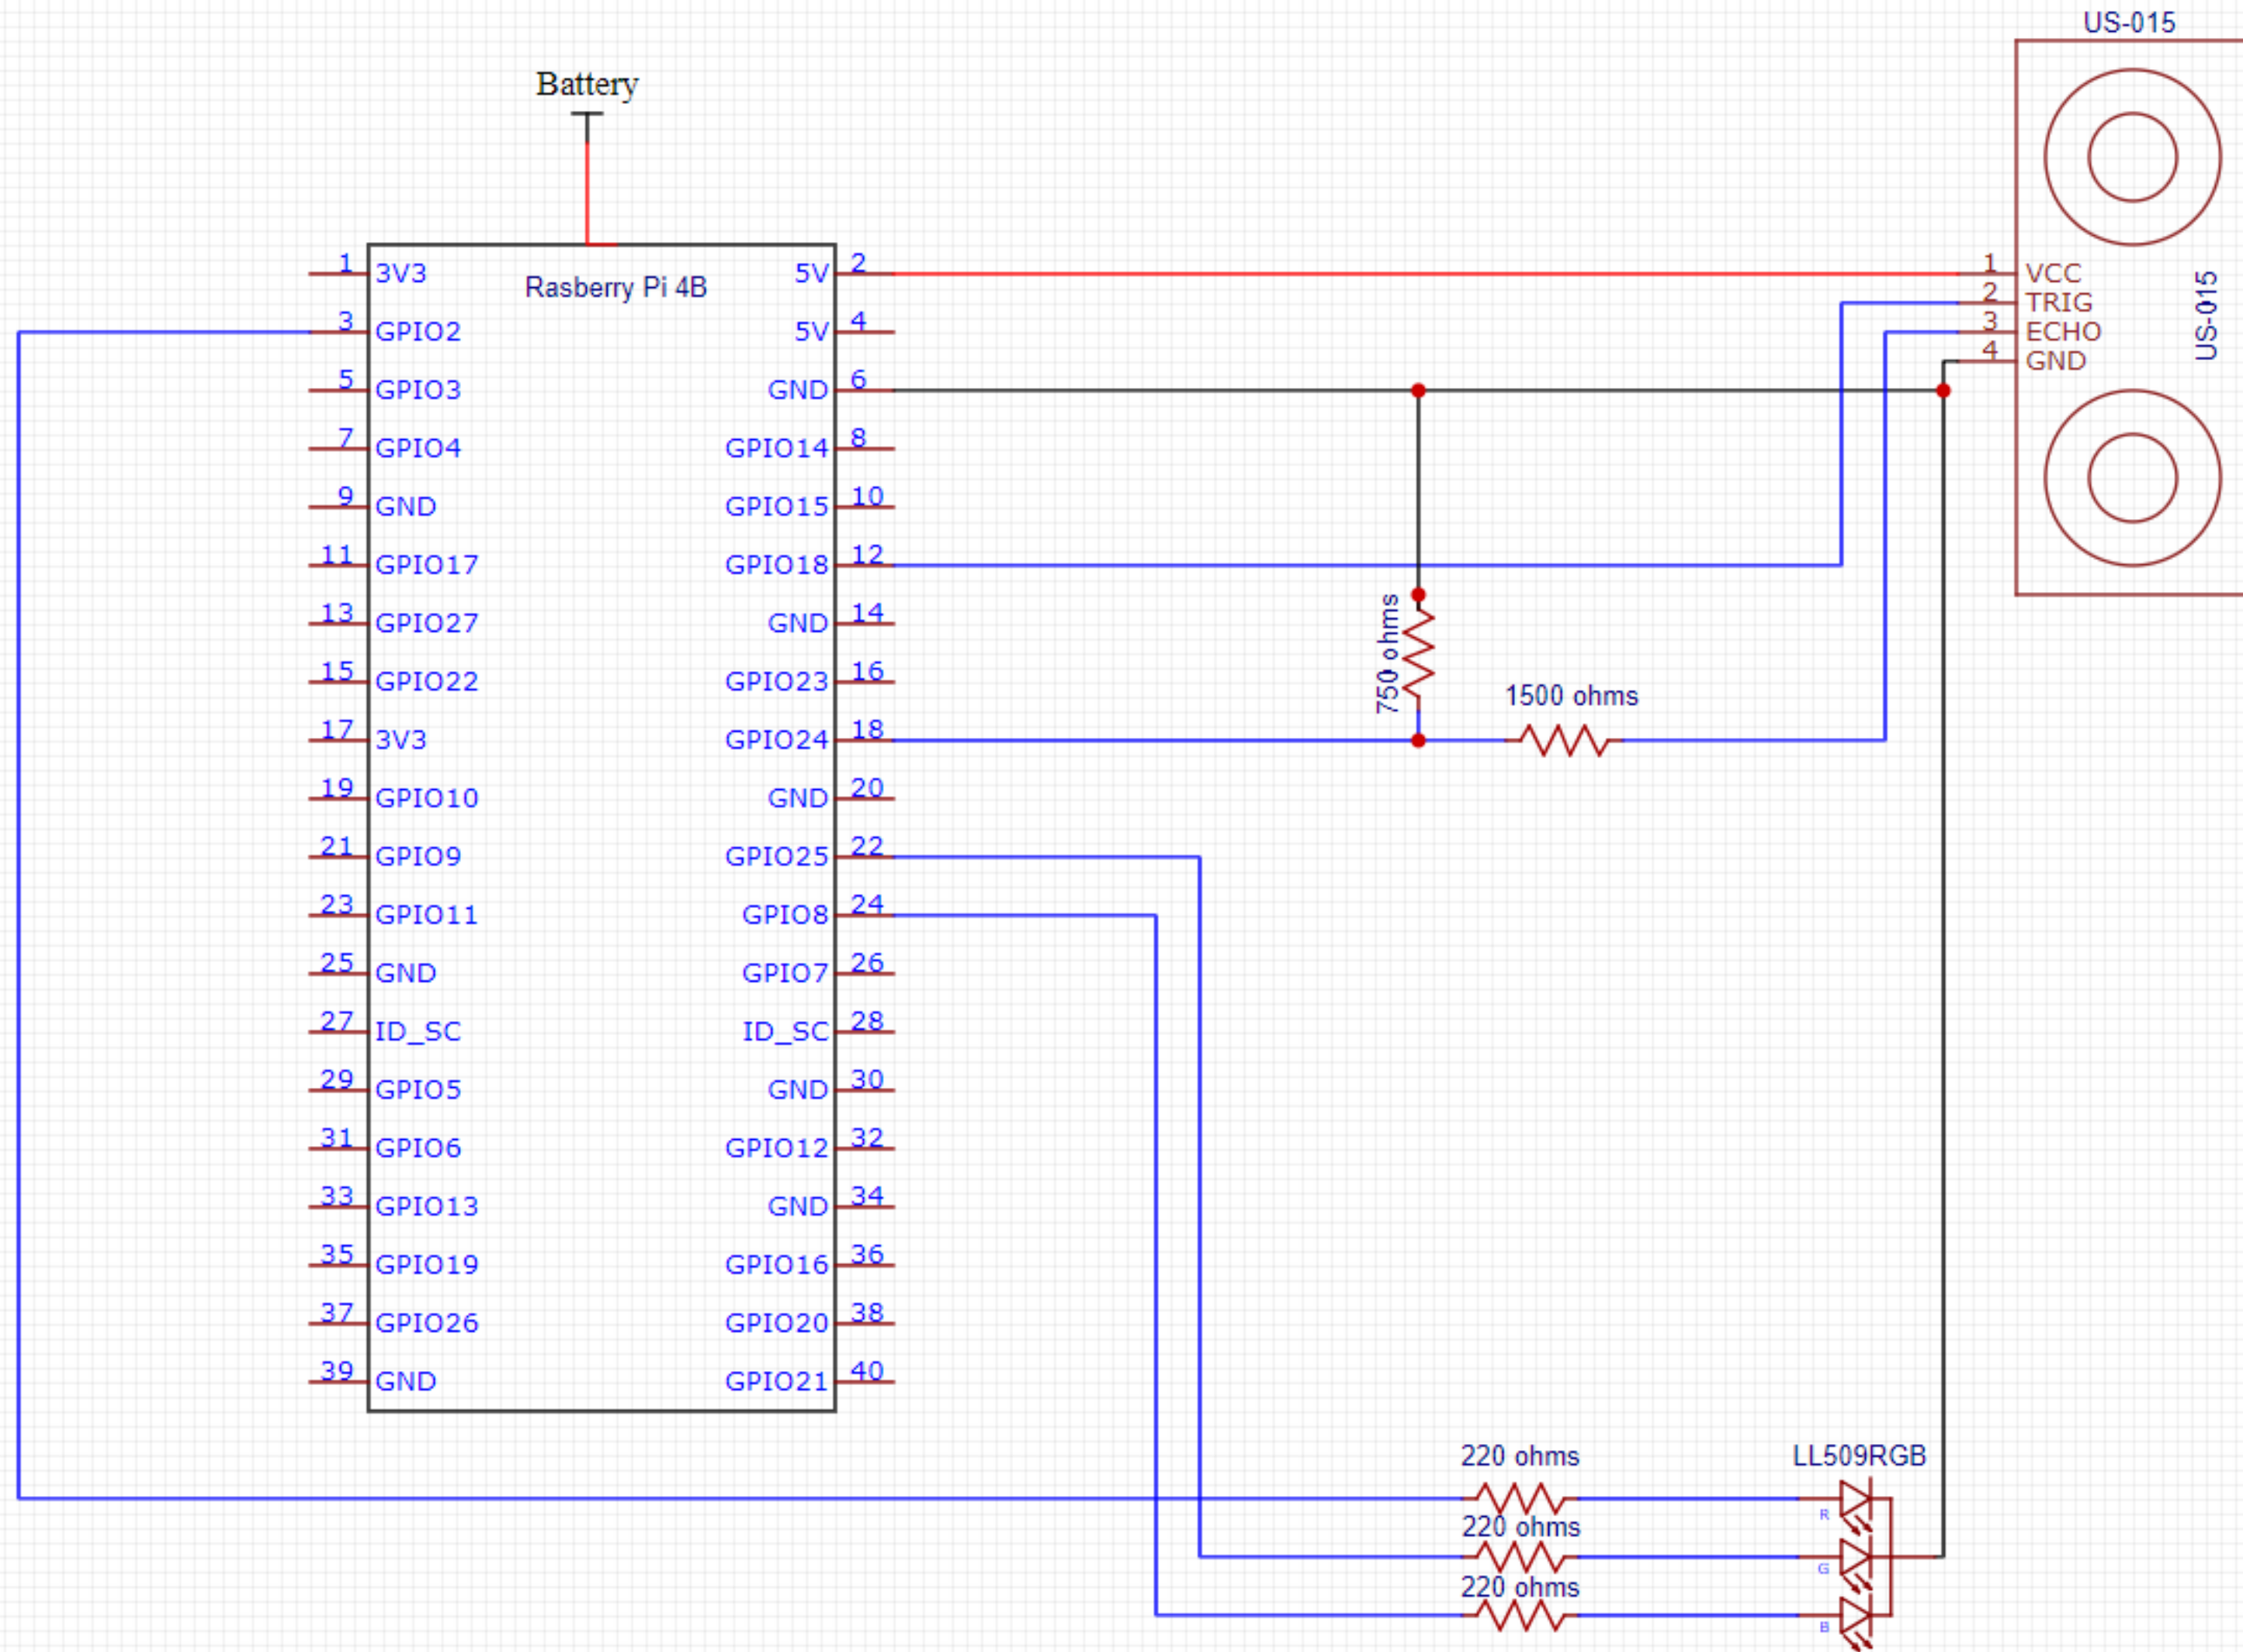 US-015
Battery
Rasberry Pi 4B
1 3V3 5V 2
3 GPIO2 5V 4
5 GPIO3 GND 6
7 GPIO4 GPIO14 8
9 GND GPIO15 10
11 GPIO17 GPIO18 12
13 GPIO27 GND 14
15 GPIO22 GPIO23 16
17 3V3 GPIO24 18
19 GPIO10 GND 20
21 GPIO9 GPIO25 22
23 GPIO11 GPIO8 24
25 GND GPIO7 26
27 ID_SC ID_SC 28
29 GPIO5 GND 30
31 GPIO6 GPIO12 32
33 GPIO13 GND 34
35 GPIO19 GPIO16 36
37 GPIO26 GPIO20 38
39 GND GPIO21 40
1 VCC
2 TRIG
3 ECHO
4 GND
US-015
750 ohms
1500 ohms
220 ohms
LL509RGB
R
220 ohms
G
220 ohms
B